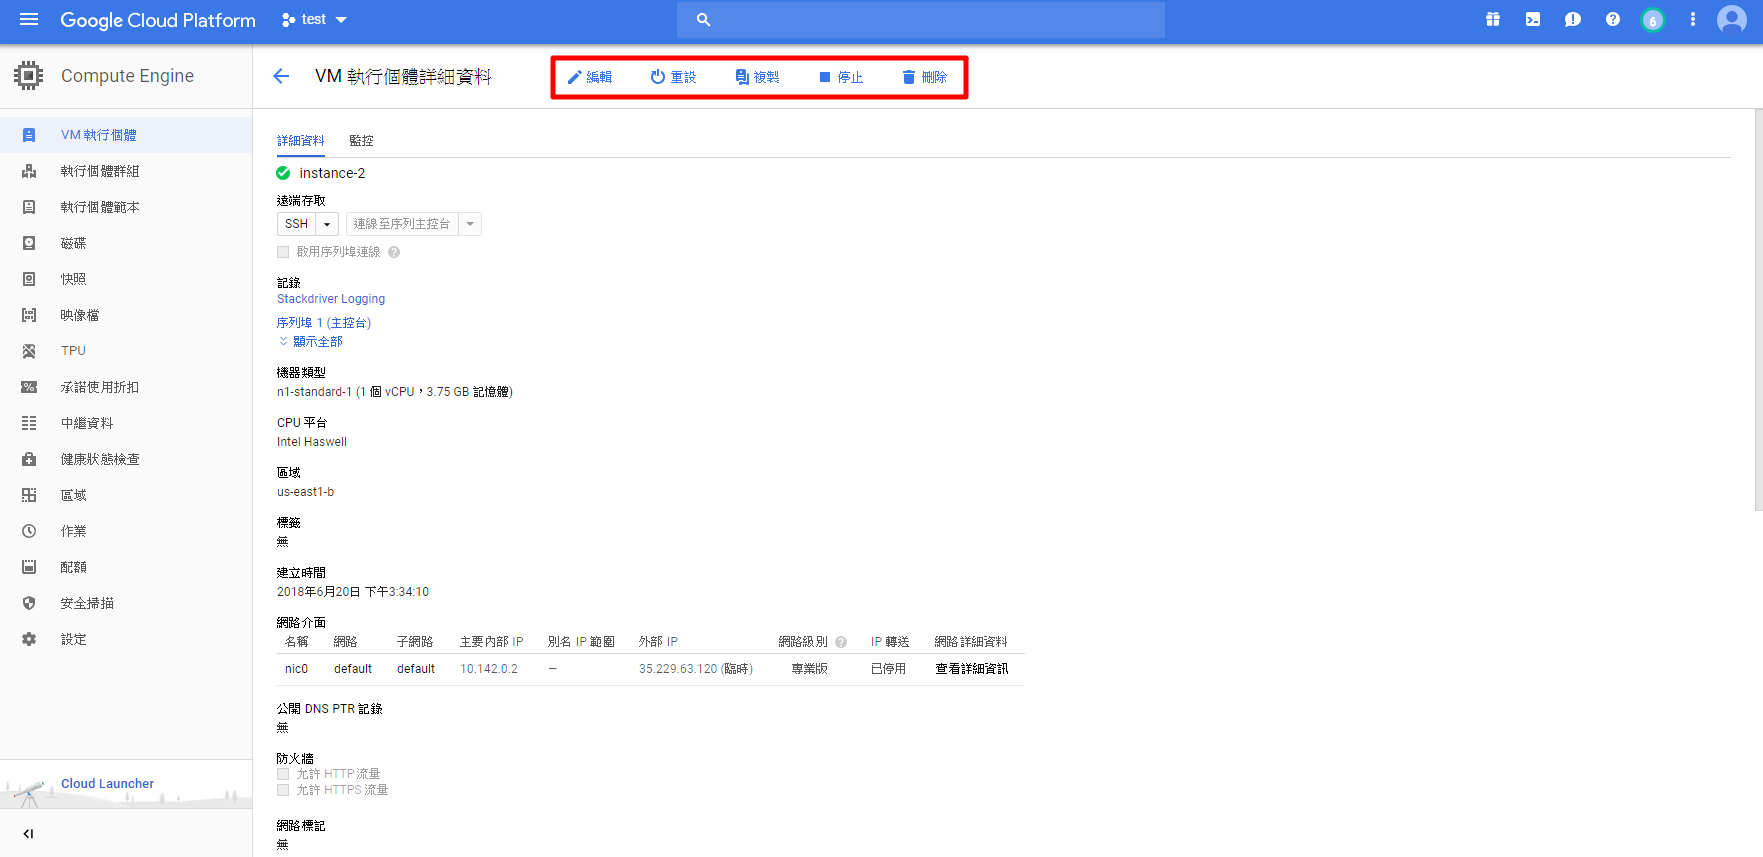 Google Cloud Platform test 6
Compute Engine
VM 執行個體詳細資料 編輯 重設 複製 停止 刪除
VM 執行個體
執行個體群組
執行個體範本
磁碟
快照
映像檔
TPU
承諾使用折扣
中繼資料
健康狀態檢查
區域
作業
配額
安全掃描
設定
Cloud Launcher
詳細資料 監控
instance-2
遠端存取
SSH 連線至序列主控台
啟用序列埠連線 ?
記錄
Stackdriver Logging
序列埠 1 (主控台)
顯示全部
機器類型
n1-standard-1 (1 個 vCPU，3.75 GB 記憶體)
CPU 平台
Intel Haswell
區域
us-east1-b
標籤
無
建立時間
2018年6月20日 下午3:34:10
網路介面
名稱 網路 子網路 主要內部 IP 別名 IP 範圍 外部 IP 網路級別 ? IP 轉送 網路詳細資料
nic0 default default 10.142.0.2 — 35.229.63.120 (臨時) 專業版 已停用 查看詳細資訊
公開 DNS PTR 記錄
無
防火牆
允許 HTTP 流量
允許 HTTPS 流量
網路標記
無